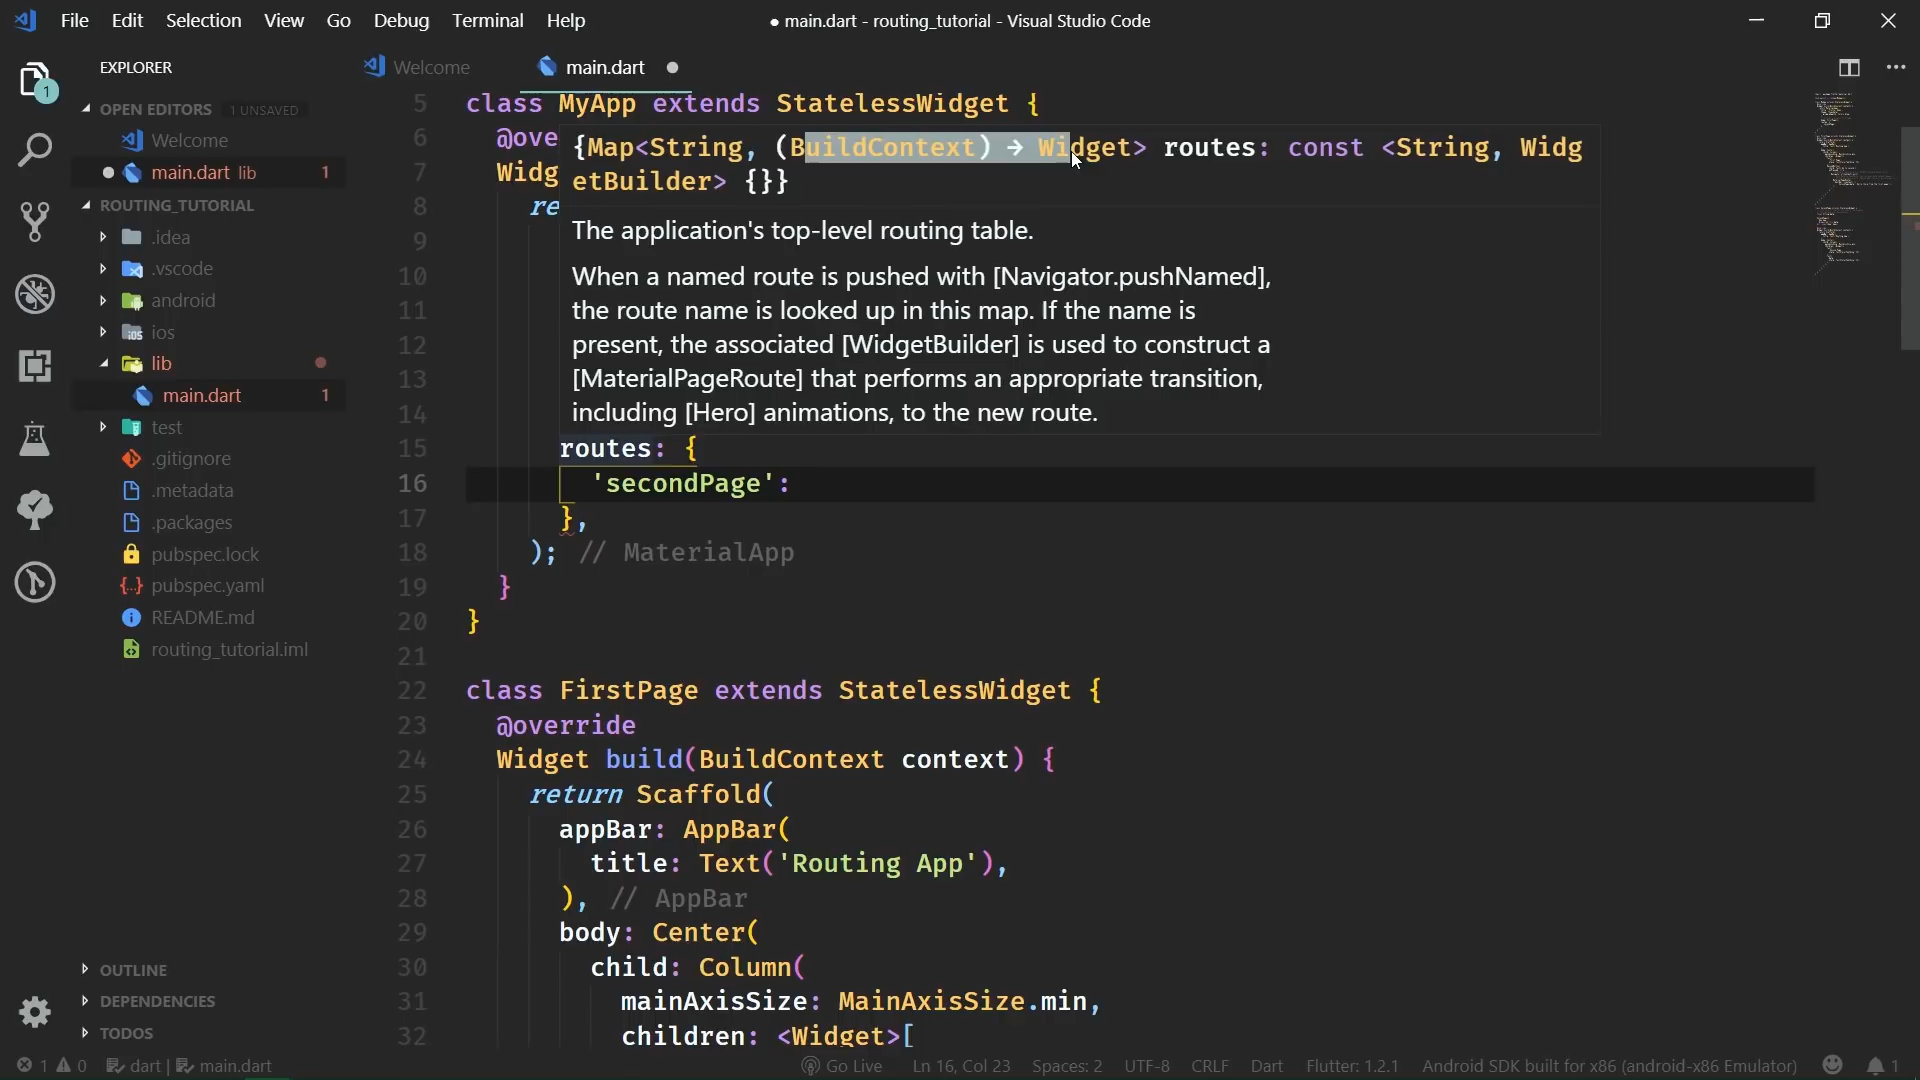 File Edit Selection View Go Debug Terminal Help
● main.dart - routing_tutorial - Visual Studio Code
EXPLORER
Welcome
main.dart
OPEN EDITORS 1 UNSAVED
Welcome
main.dart lib 1
ROUTING_TUTORIAL
.idea
.vscode
android
ios
lib
main.dart 1
test
.gitignore
.metadata
.packages
pubspec.lock
pubspec.yaml
README.md
routing_tutorial.iml
OUTLINE
DEPENDENCIES
TODOS
1
5 class MyApp extends StatelessWidget {
6 @ove
7 Widg
8 re
9
10
11
12
13
14
{Map<String, (BuildContext) → Widget> routes: const <String, Widg
etBuilder> {}}
The application's top-level routing table.
When a named route is pushed with [Navigator.pushNamed],
the route name is looked up in this map. If the name is
present, the associated [WidgetBuilder] is used to construct a
[MaterialPageRoute] that performs an appropriate transition,
including [Hero] animations, to the new route.
15 routes: {
16 'secondPage':
17 },
18 ); // MaterialApp
19 }
20 }
21
22 class FirstPage extends StatelessWidget {
23 @override
24 Widget build(BuildContext context) {
25 return Scaffold(
26 appBar: AppBar(
27 title: Text('Routing App'),
28 ), // AppBar
29 body: Center(
30 child: Column(
31 mainAxisSize: MainAxisSize.min,
32 children: <Widget>[
1 0 dart | main.dart
Go Live Ln 16, Col 23 Spaces: 2 UTF-8 CRLF Dart Flutter: 1.2.1 Android SDK built for x86 (android-x86 Emulator) 1